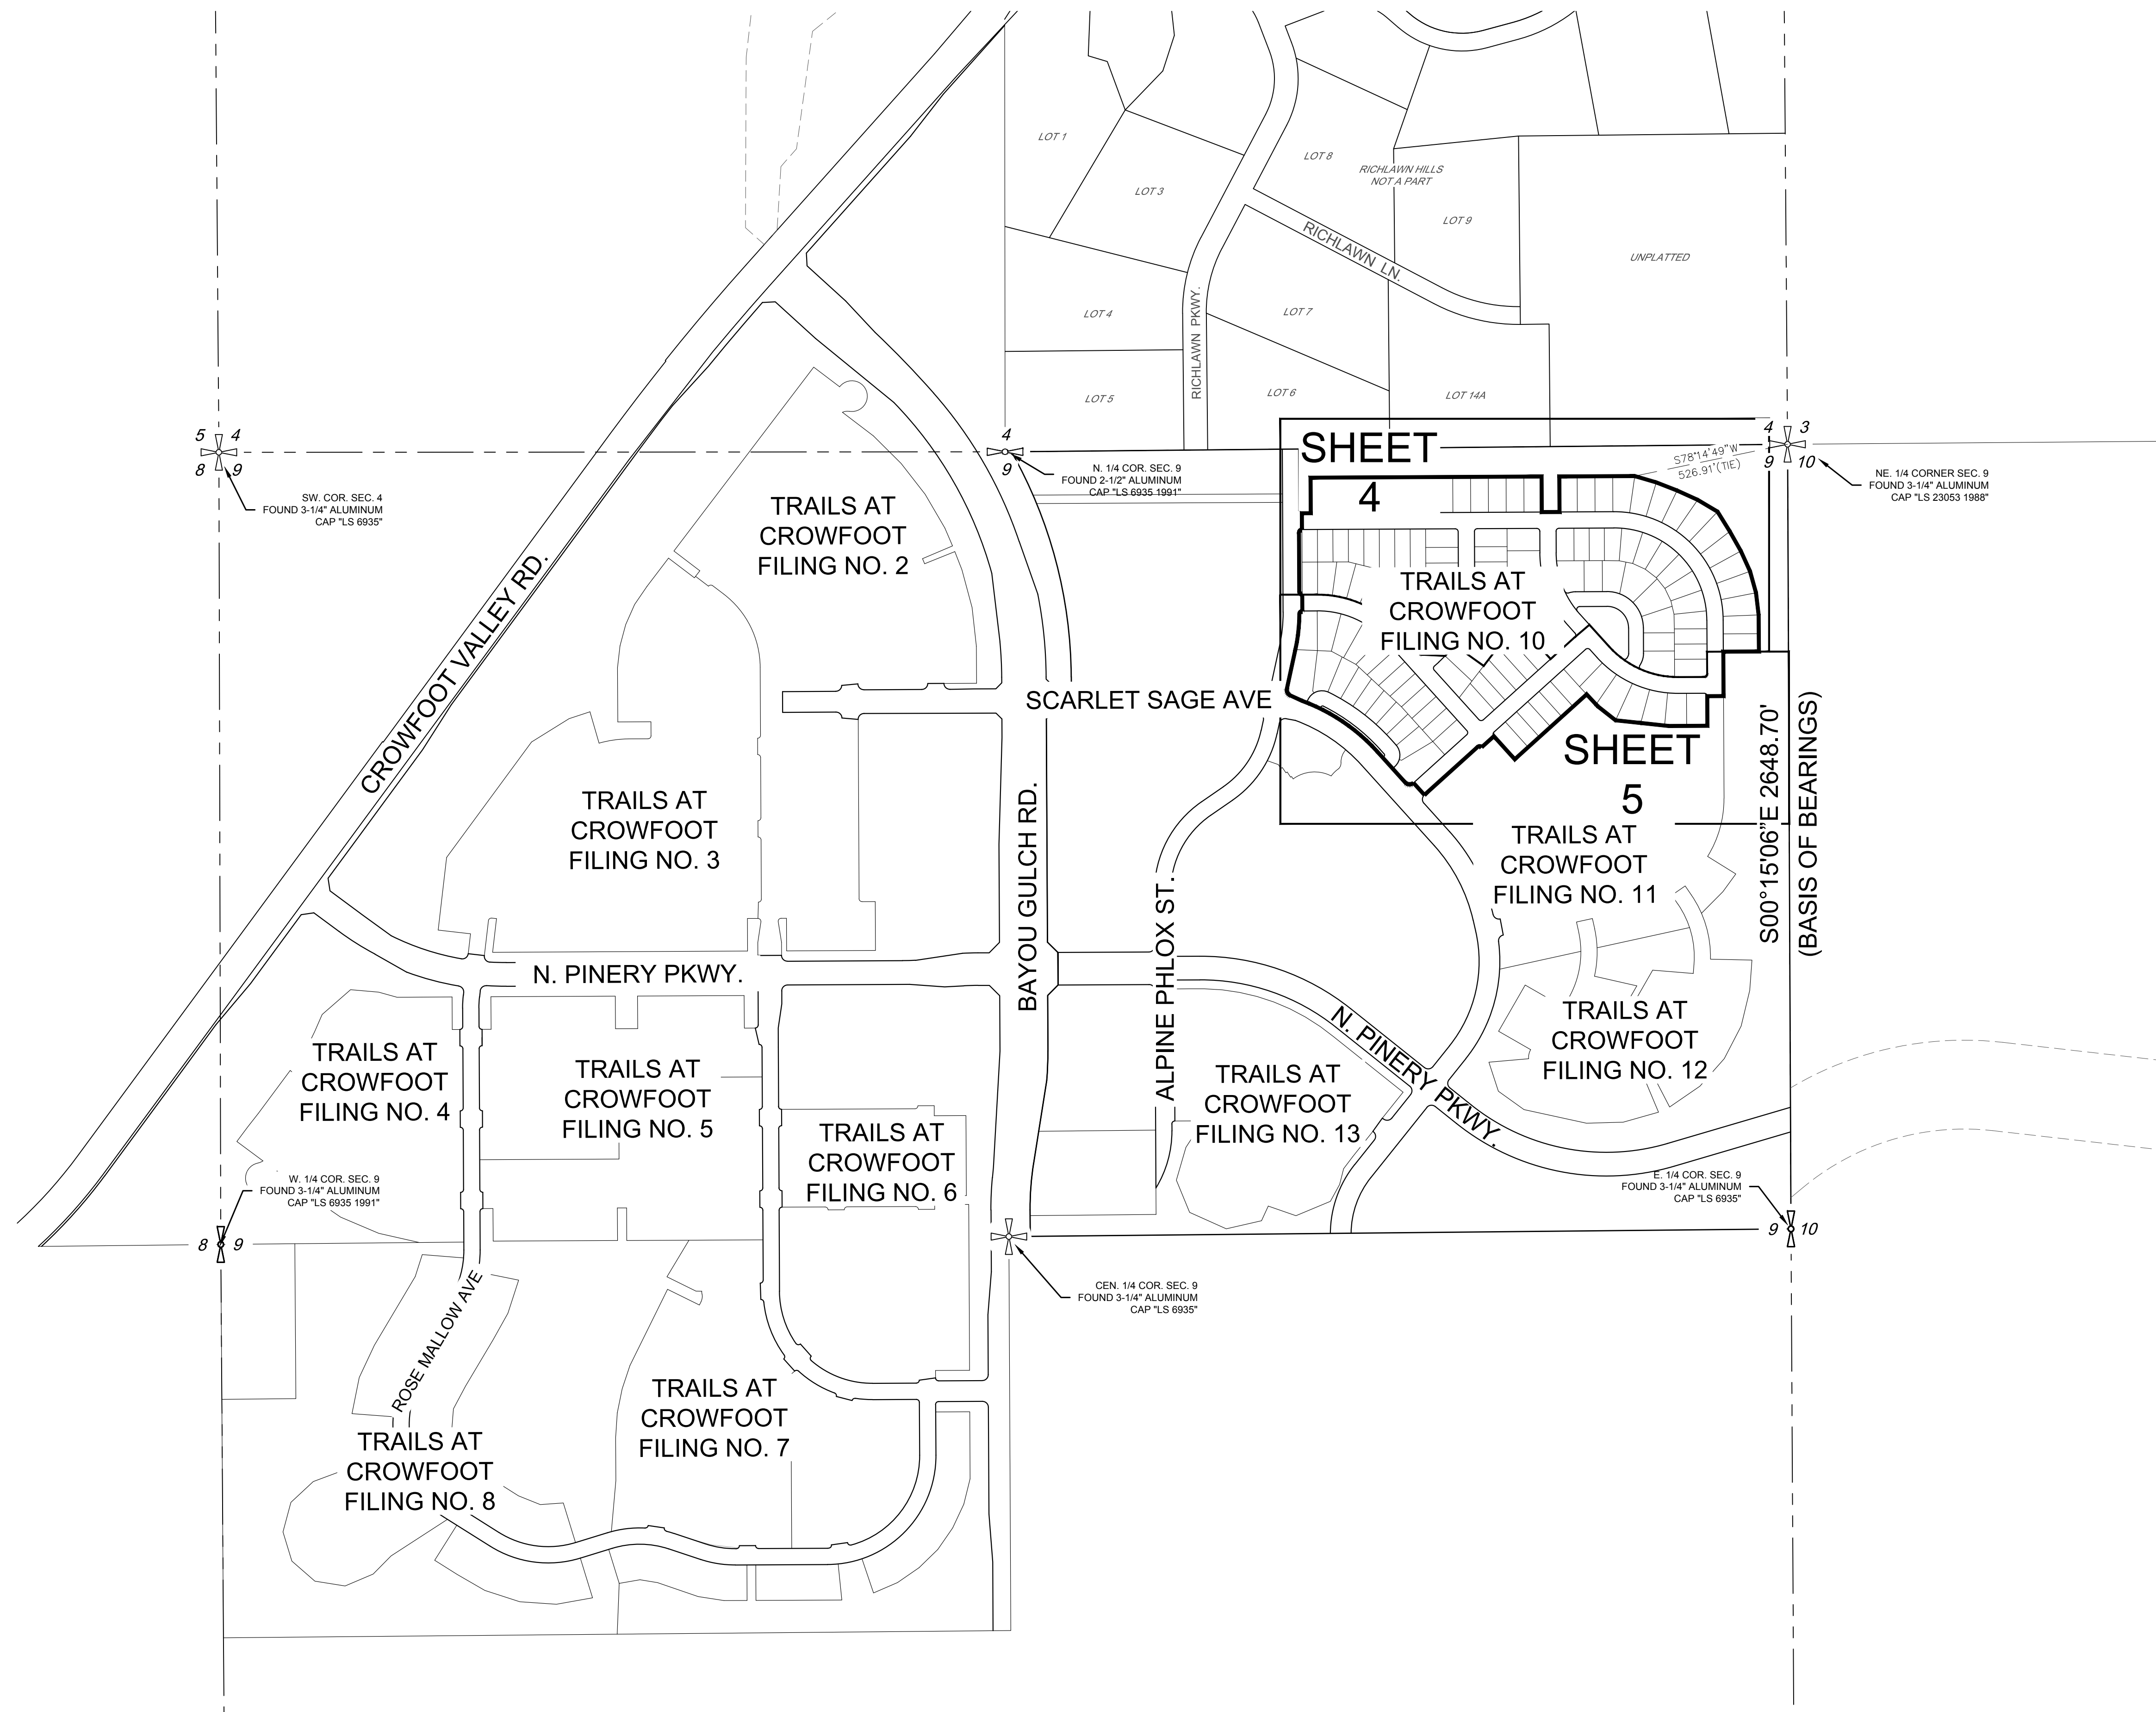 LOT 1
LOT 3
LOT 8
RICHLAWN HILLS
NOT A PART
LOT 9
UNPLATTED
RICHLAWN LN.
LOT 4
RICHLAWN PKWY.
LOT 7
LOT 5
LOT 6
LOT 14A
5 4
8 9
SW. COR. SEC. 4
FOUND 3-1/4" ALUMINUM
CAP "LS 6935"
4
9
N. 1/4 COR. SEC. 9
FOUND 2-1/2" ALUMINUM
CAP "LS 6935 1991"
SHEET
4
S78°14'49"W
526.91'(TIE)
4 3
9 10
NE. 1/4 CORNER SEC. 9
FOUND 3-1/4" ALUMINUM
CAP "LS 23053 1988"
TRAILS AT
CROWFOOT
FILING NO. 2
CROWFOOT VALLEY RD.
TRAILS AT
CROWFOOT
FILING NO. 10
SCARLET SAGE AVE
SHEET
5
S00°15'06"E 2648.70'
(BASIS OF BEARINGS)
TRAILS AT
CROWFOOT
FILING NO. 3
BAYOU GULCH RD.
TRAILS AT
CROWFOOT
FILING NO. 11
ALPINE PHLOX ST.
N. PINERY PKWY.
N. PINERY PKWY.
TRAILS AT
CROWFOOT
FILING NO. 12
TRAILS AT
CROWFOOT
FILING NO. 4
TRAILS AT
CROWFOOT
FILING NO. 5
TRAILS AT
CROWFOOT
FILING NO. 13
TRAILS AT
CROWFOOT
FILING NO. 6
W. 1/4 COR. SEC. 9
FOUND 3-1/4" ALUMINUM
CAP "LS 6935 1991"
8 9
E. 1/4 COR. SEC. 9
FOUND 3-1/4" ALUMINUM
CAP "LS 6935"
9 10
CEN. 1/4 COR. SEC. 9
FOUND 3-1/4" ALUMINUM
CAP "LS 6935"
ROSE MALLOW AVE
TRAILS AT
CROWFOOT
FILING NO. 7
TRAILS AT
CROWFOOT
FILING NO. 8